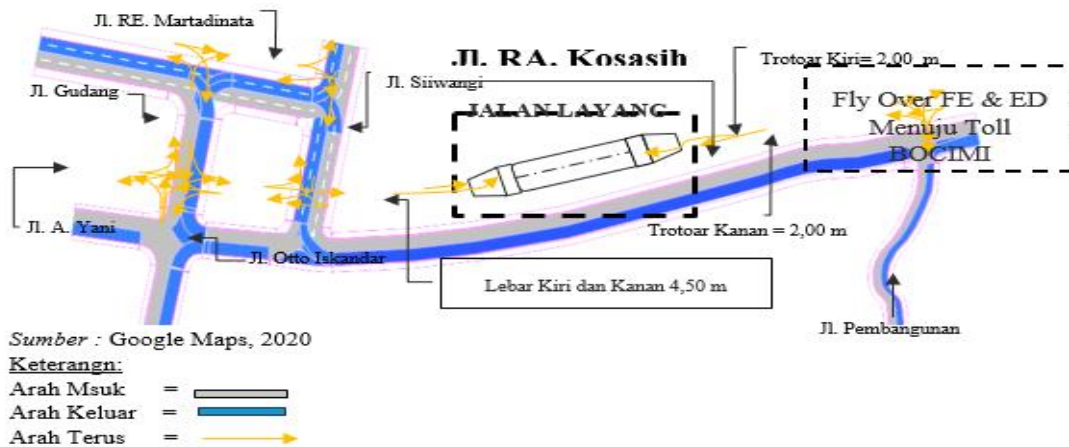 Jl. RE. Martadinata
Jl. RA. Kosasih
Trotoar Kiri= 2,00 m
Jl. Gudang
Jl. Siiwangi
JALAN LAYANG
Fly Over FE & ED
Menuju Toll
BOCIMI
Jl. A. Yani
Jl. Otto Iskandar
Trotoar Kanan = 2,00 m
Lebar Kiri dan Kanan 4,50 m
Jl. Pembangunan
Sumber : Google Maps, 2020
Keterangn:
Arah Msuk =
Arah Keluar =
Arah Terus =